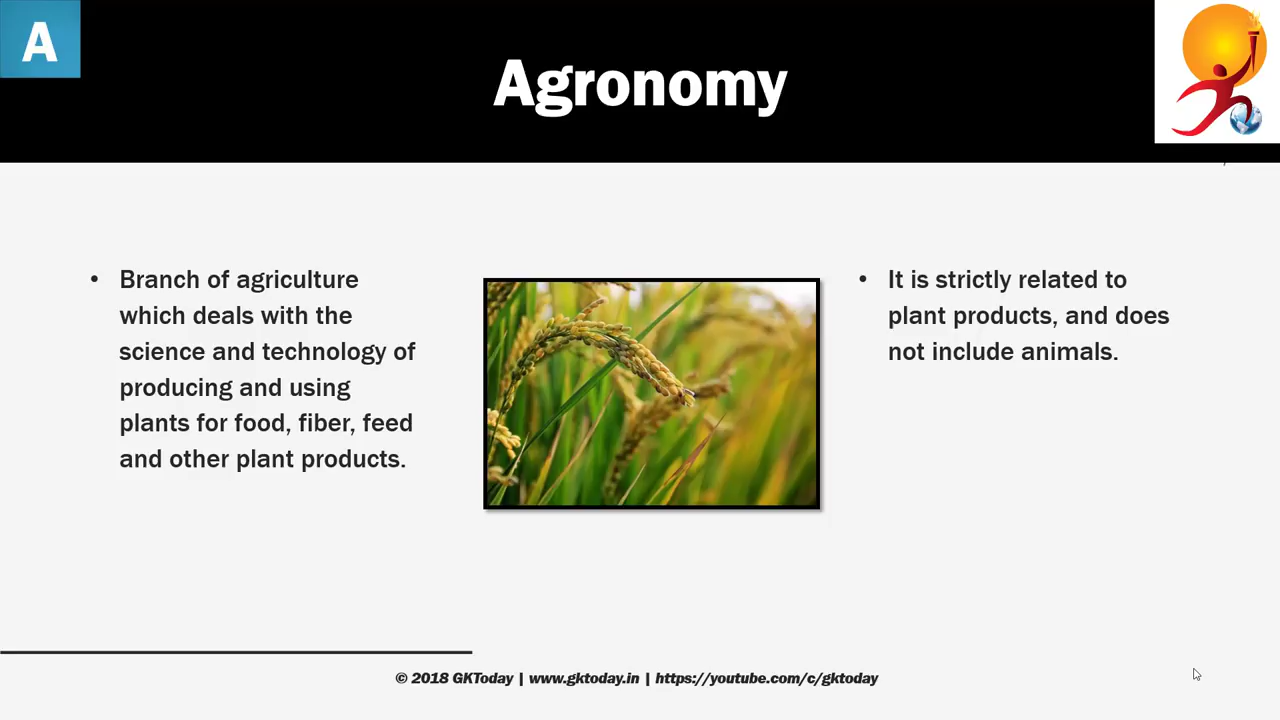 A
Agronomy
• Branch of agriculture
which deals with the
science and technology of
producing and using
plants for food, fiber, feed
and other plant products.
• It is strictly related to
plant products, and does
not include animals.
© 2018 GKToday | www.gktoday.in | https://youtube.com/c/gktoday